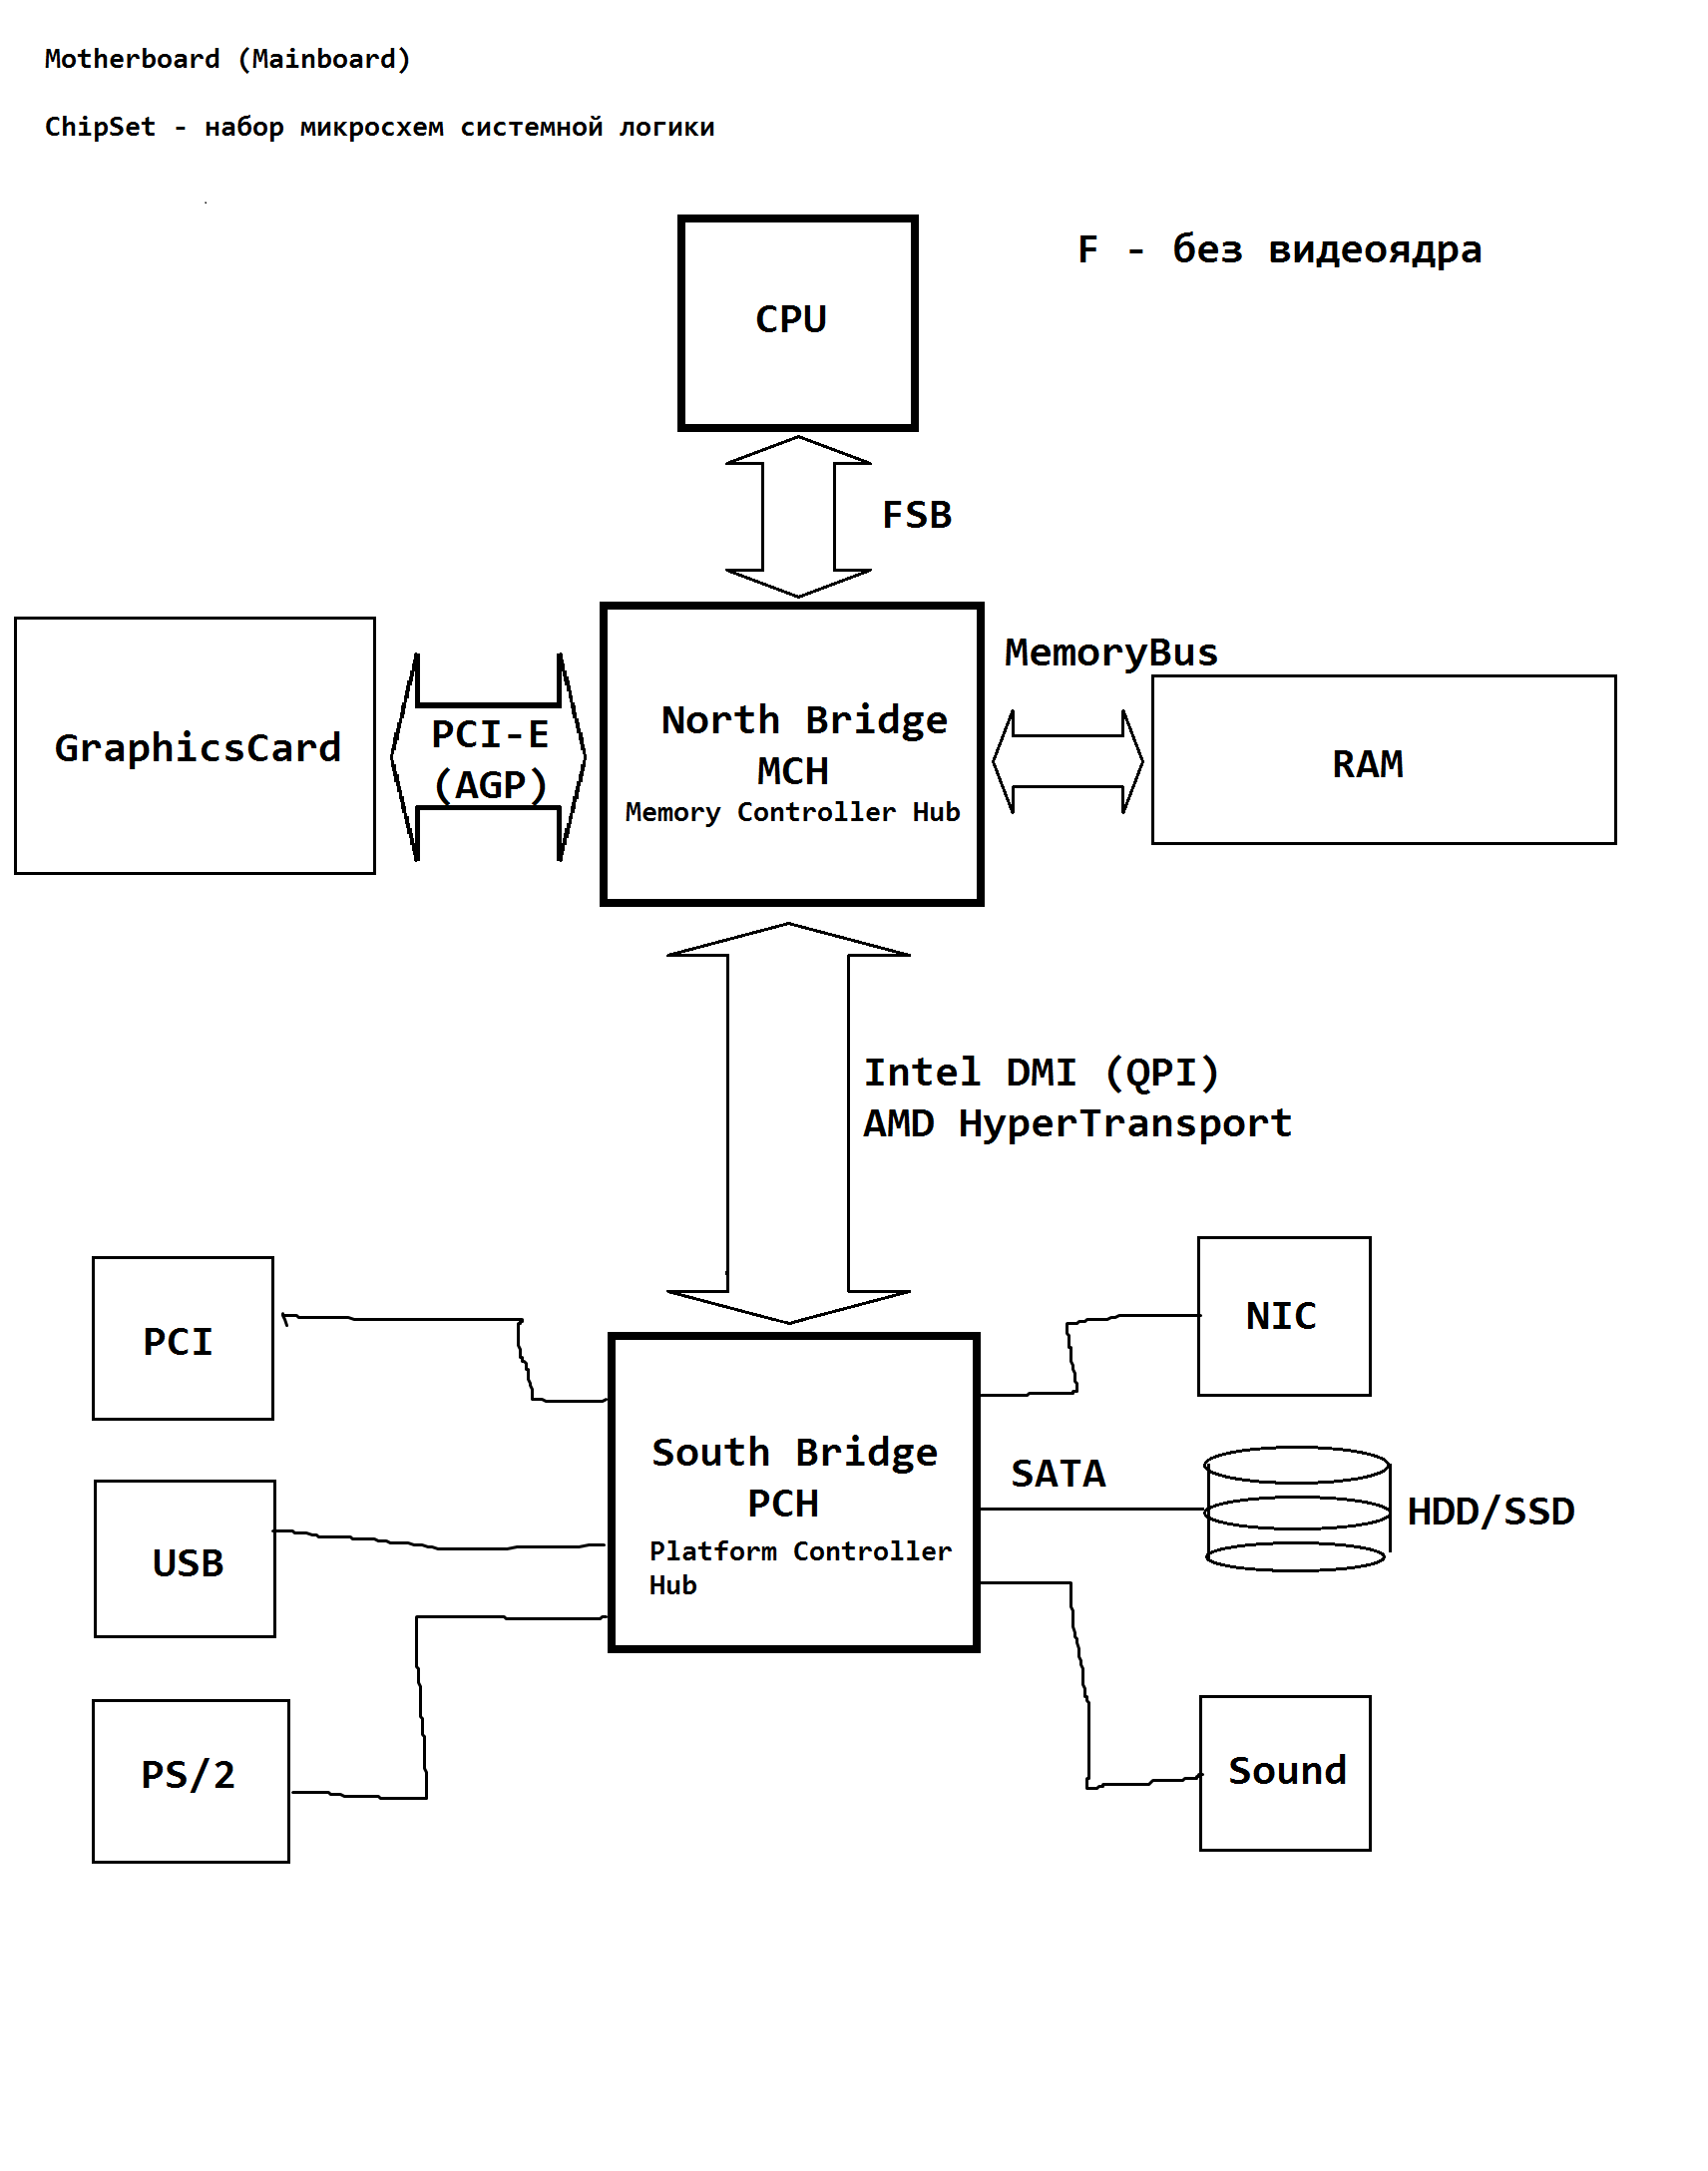 Motherboard (Mainboard)
ChipSet - набор микросхем системной логики
F - без видеоядра
CPU
FSB
MemoryBus
GraphicsCard
PCI-E
(AGP)
North Bridge
MCH
Memory Controller Hub
RAM
Intel DMI (QPI)
AMD HyperTransport
PCI
NIC
South Bridge
PCH
Platform Controller
Hub
SATA
HDD/SSD
USB
PS/2
Sound